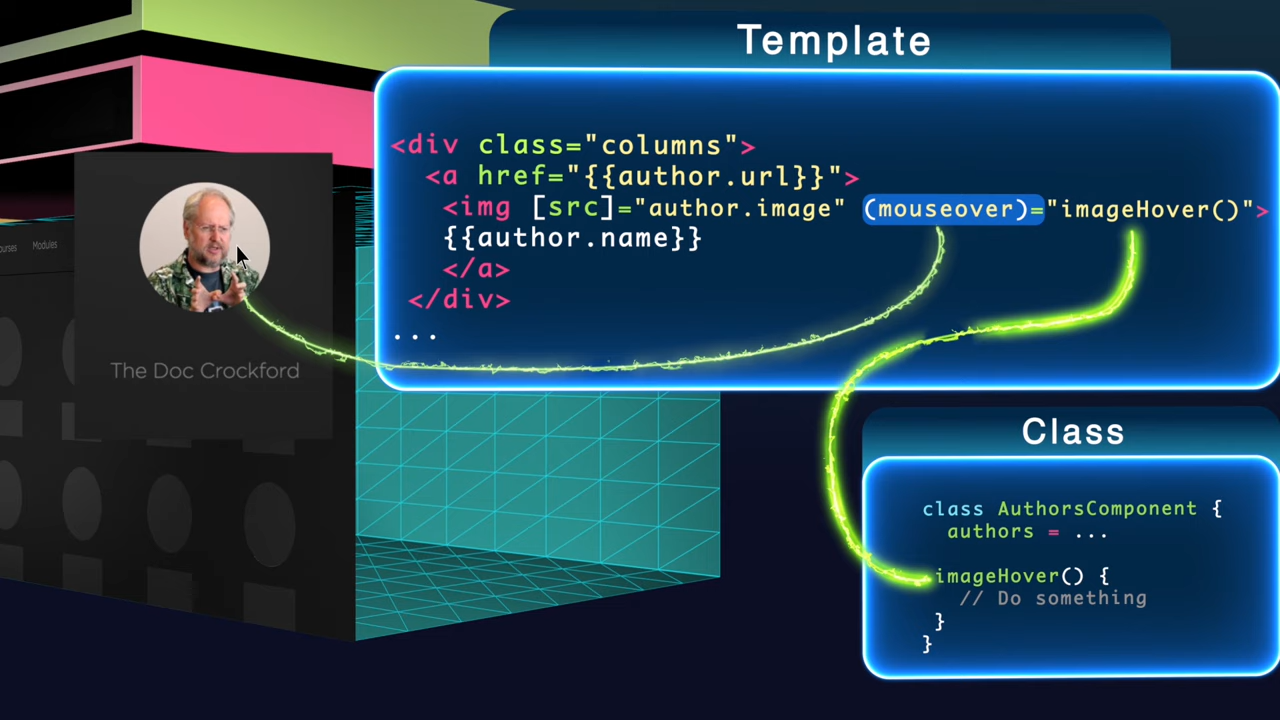 Template
<div class="columns">
<a href="{{author.url}}">
<img [src]="author.image" (mouseover)="imageHover()">
{{author.name}}
</a>
</div>
...
Modules
The Doc Crockford
Class
class AuthorsComponent {
authors = ...
imageHover() {
// Do something
}
}